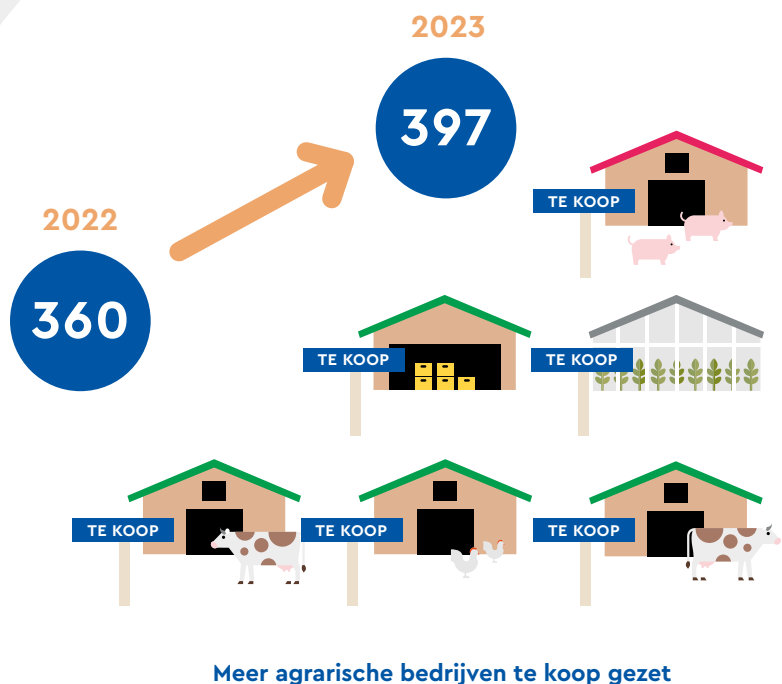 2023
397
2022
360
TE KOOP
TE KOOP
TE KOOP
TE KOOP
TE KOOP
TE KOOP
Meer agrarische bedrijven te koop gezet